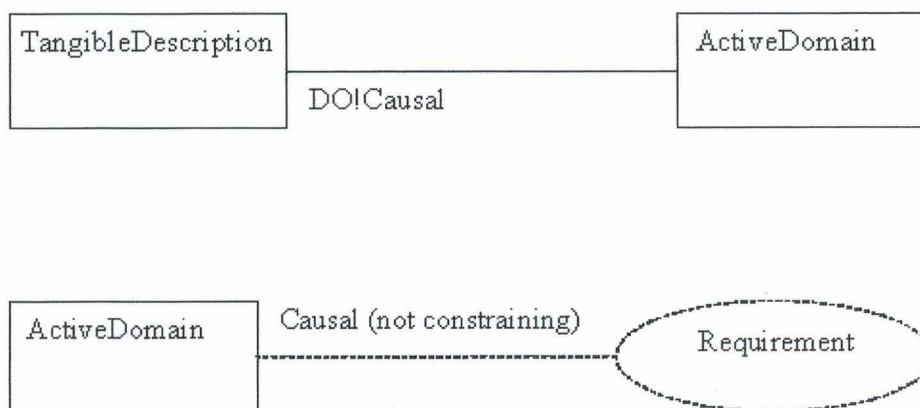 TangibleDescription
ActiveDomain
DO!Causal
ActiveDomain
Causal (not constraining)
Requirement